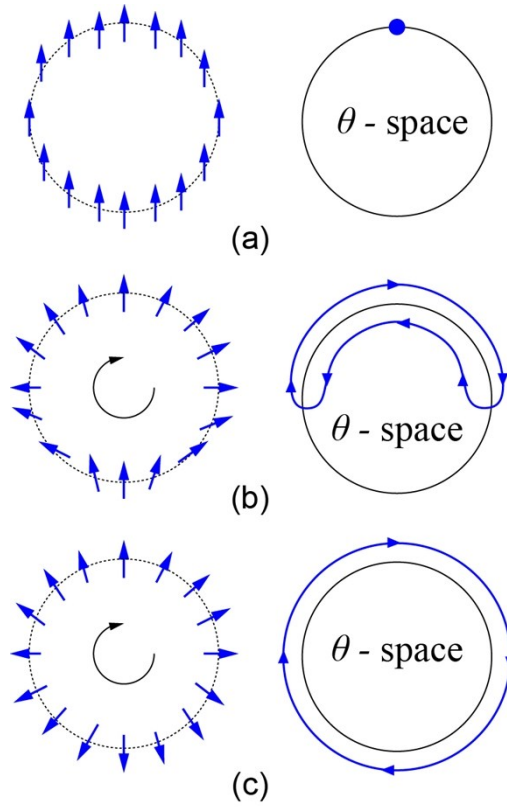 θ - space
(a)
θ - space
(b)
θ - space
(c)